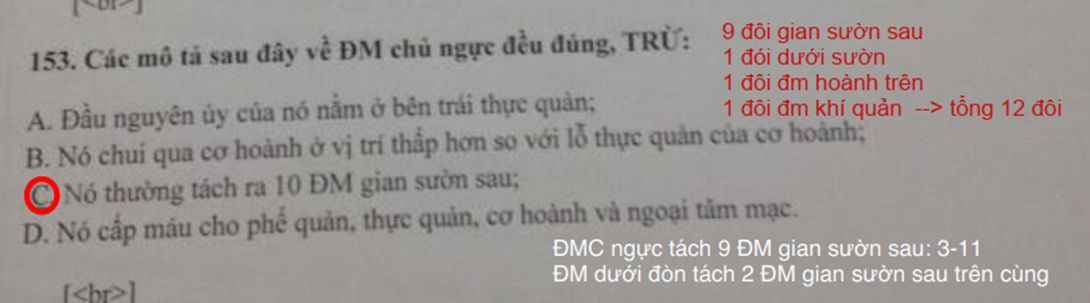 [<br>]
153. Các mô tả sau đây về ĐM chủ ngực đều đúng, TRỪ:
9 đôi gian sườn sau
1 đói dưới sườn
1 đôi đm hoành trên
1 đôi đm khí quản --> tổng 12 đôi
A. Đầu nguyên ủy của nó nằm ở bên trái thực quản;
B. Nó chui qua cơ hoành ở vị trí thấp hơn so với lỗ thực quản của cơ hoành;
C. Nó thường tách ra 10 ĐM gian sườn sau;
D. Nó cấp máu cho phế quản, thực quản, cơ hoành và ngoại tâm mạc.
ĐMC ngực tách 9 ĐM gian sườn sau: 3-11
ĐM dưới đòn tách 2 ĐM gian sườn sau trên cùng
[<br>]